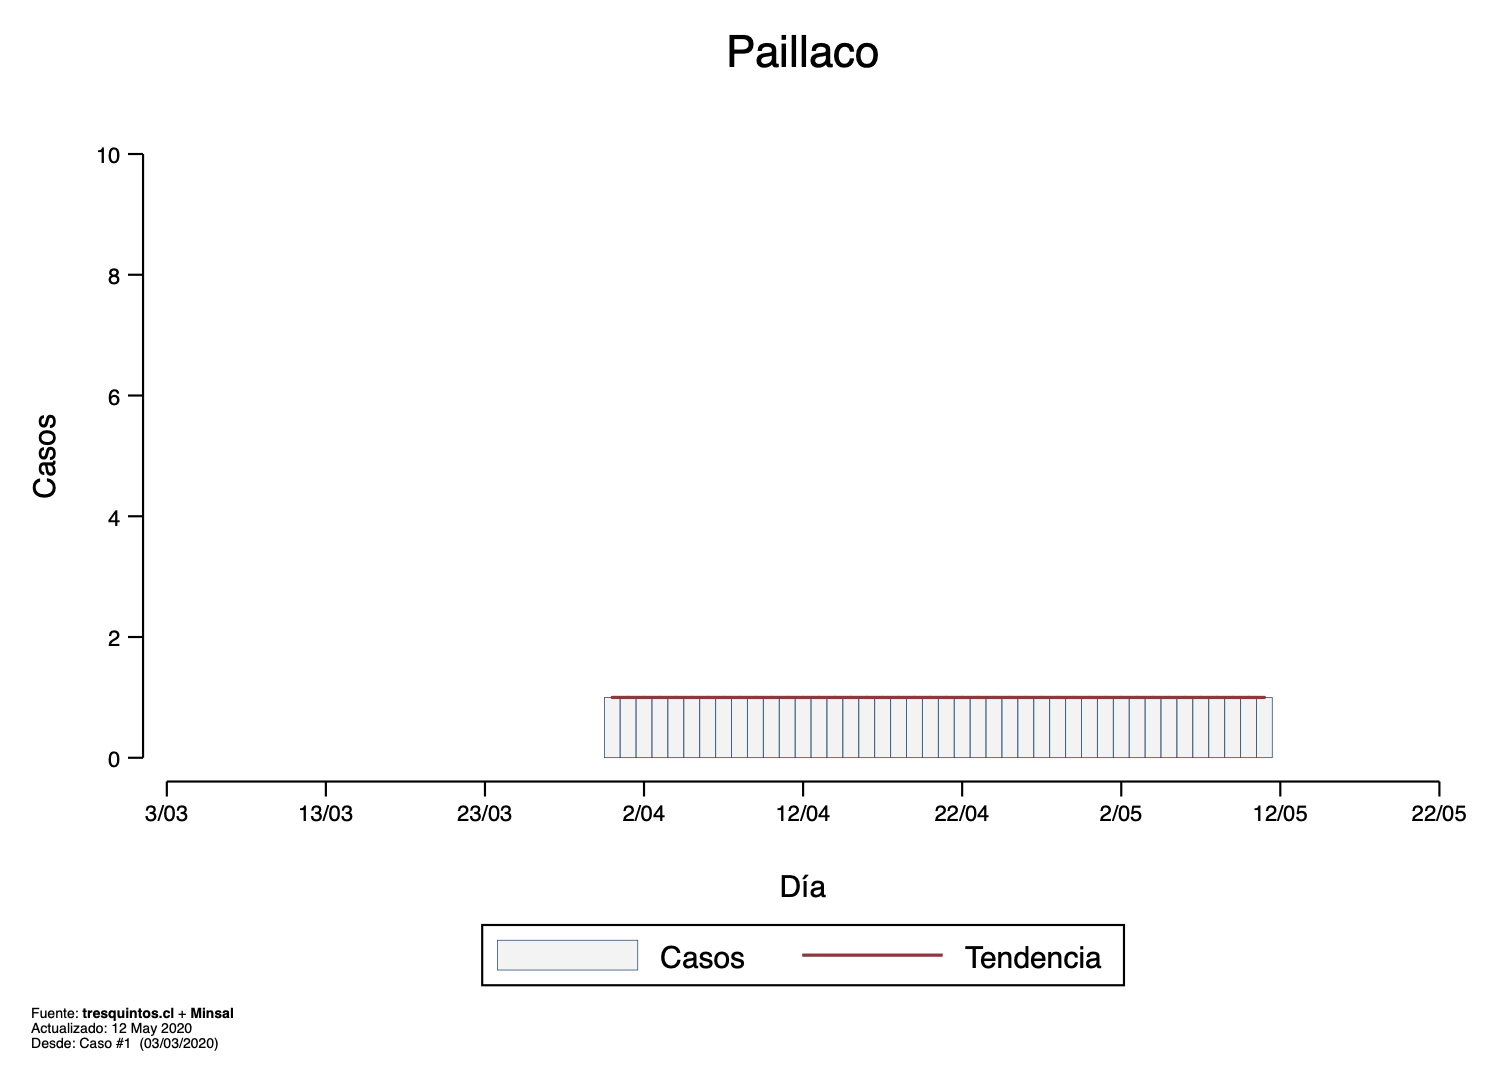 Paillaco
Casos
10
8
6
4
2
0
3/03 13/03 23/03 2/04 12/04 22/04 2/05 12/05 22/05
Día
Casos Tendencia
Fuente: tresquintos.cl + Minsal
Actualizado: 12 May 2020
Desde: Caso #1 (03/03/2020)